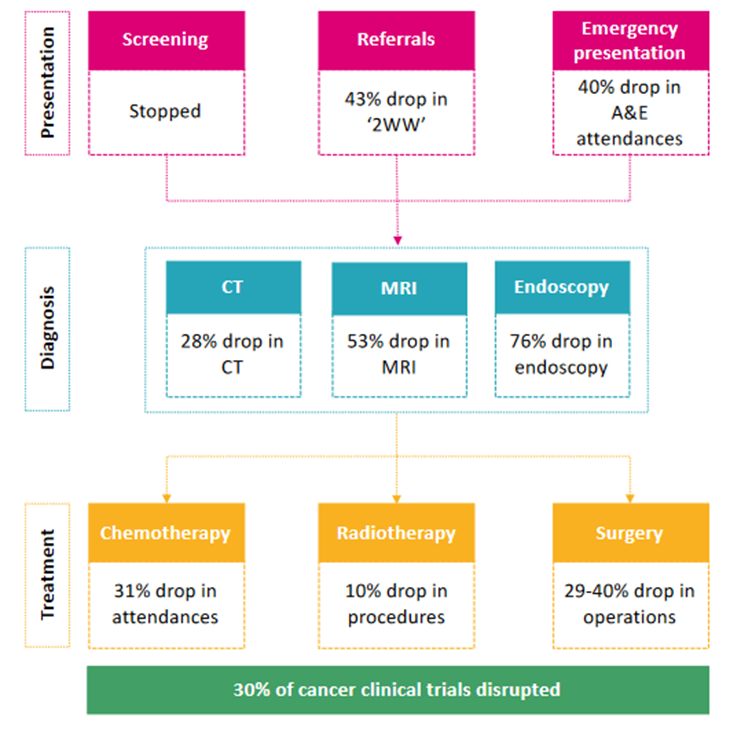 Presentation
Screening
Stopped
Referrals
43% drop in
‘2WW’
Emergency
presentation
40% drop in
A&E
attendances
Diagnosis
CT
28% drop in
CT
MRI
53% drop in
MRI
Endoscopy
76% drop in
endoscopy
Treatment
Chemotherapy
31% drop in
attendances
Radiotherapy
10% drop in
procedures
Surgery
29-40% drop in
operations
30% of cancer clinical trials disrupted